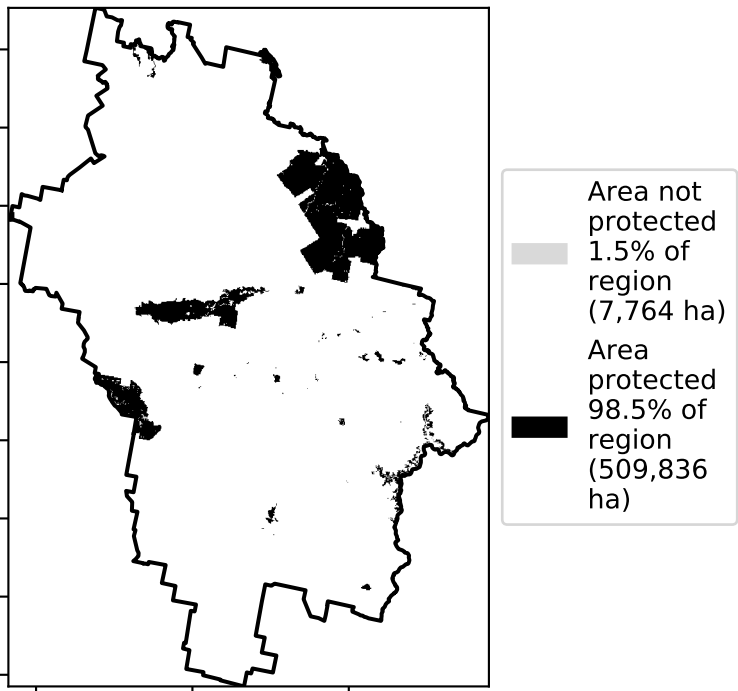 Area not
protected
1.5% of
region
(7,764 ha)
Area
protected
98.5% of
region
(509,836
ha)